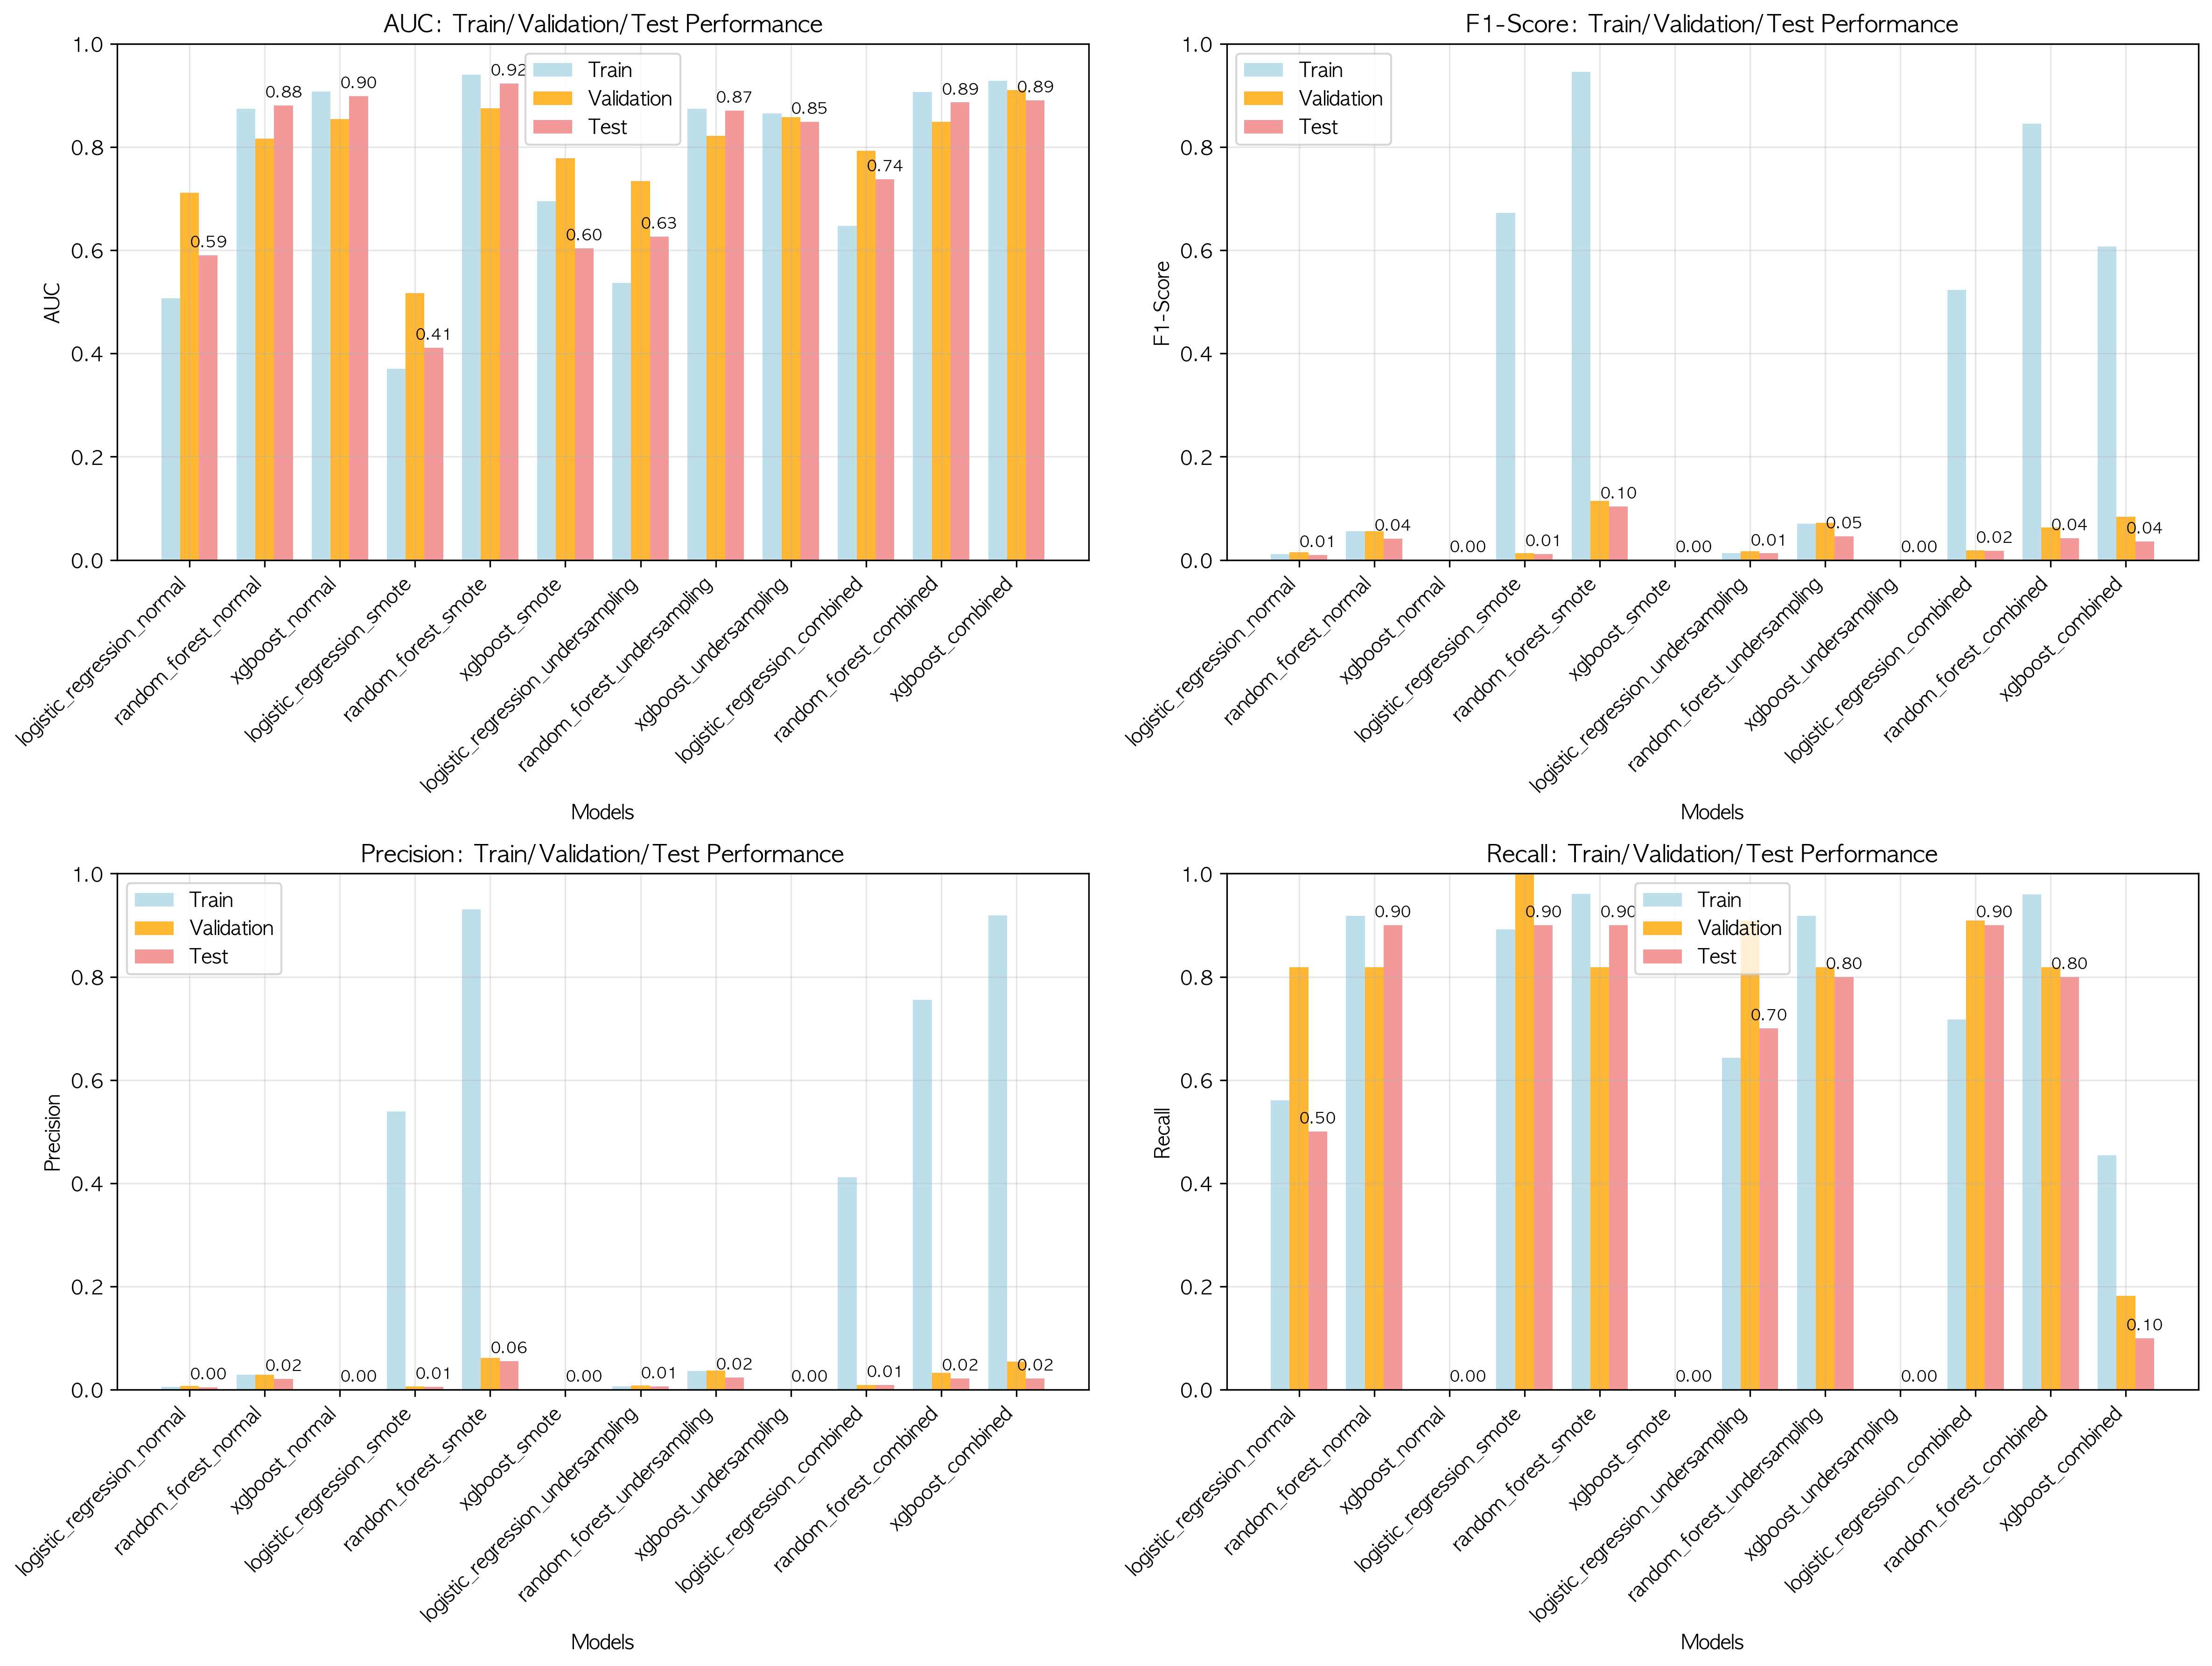 AUC: Train/Validation/Test Performance
1.0
0.8
0.6
0.4
0.2
0.0
AUC
Train
Validation
Test
0.59
0.88
0.90
0.41
0.92
0.60
0.63
0.87
0.85
0.74
0.89
0.89
logistic_regression_normal
random_forest_normal
xgboost_normal
logistic_regression_smote
random_forest_smote
xgboost_smote
logistic_regression_undersampling
random_forest_undersampling
xgboost_undersampling
logistic_regression_combined
random_forest_combined
xgboost_combined
Models
F1-Score: Train/Validation/Test Performance
1.0
0.8
0.6
0.4
0.2
0.0
F1-Score
Train
Validation
Test
0.01
0.04
0.00
0.01
0.10
0.00
0.01
0.05
0.00
0.02
0.04
0.04
logistic_regression_normal
random_forest_normal
xgboost_normal
logistic_regression_smote
random_forest_smote
xgboost_smote
logistic_regression_undersampling
random_forest_undersampling
xgboost_undersampling
logistic_regression_combined
random_forest_combined
xgboost_combined
Models
Precision: Train/Validation/Test Performance
1.0
0.8
0.6
0.4
0.2
0.0
Precision
Train
Validation
Test
0.00
0.02
0.00
0.01
0.06
0.00
0.01
0.02
0.00
0.01
0.02
0.02
logistic_regression_normal
random_forest_normal
xgboost_normal
logistic_regression_smote
random_forest_smote
xgboost_smote
logistic_regression_undersampling
random_forest_undersampling
xgboost_undersampling
logistic_regression_combined
random_forest_combined
xgboost_combined
Models
Recall: Train/Validation/Test Performance
1.0
0.8
0.6
0.4
0.2
0.0
Recall
Train
Validation
Test
0.50
0.90
0.00
0.90
0.90
0.00
0.70
0.80
0.00
0.90
0.80
0.10
logistic_regression_normal
random_forest_normal
xgboost_normal
logistic_regression_smote
random_forest_smote
xgboost_smote
logistic_regression_undersampling
random_forest_undersampling
xgboost_undersampling
logistic_regression_combined
random_forest_combined
xgboost_combined
Models